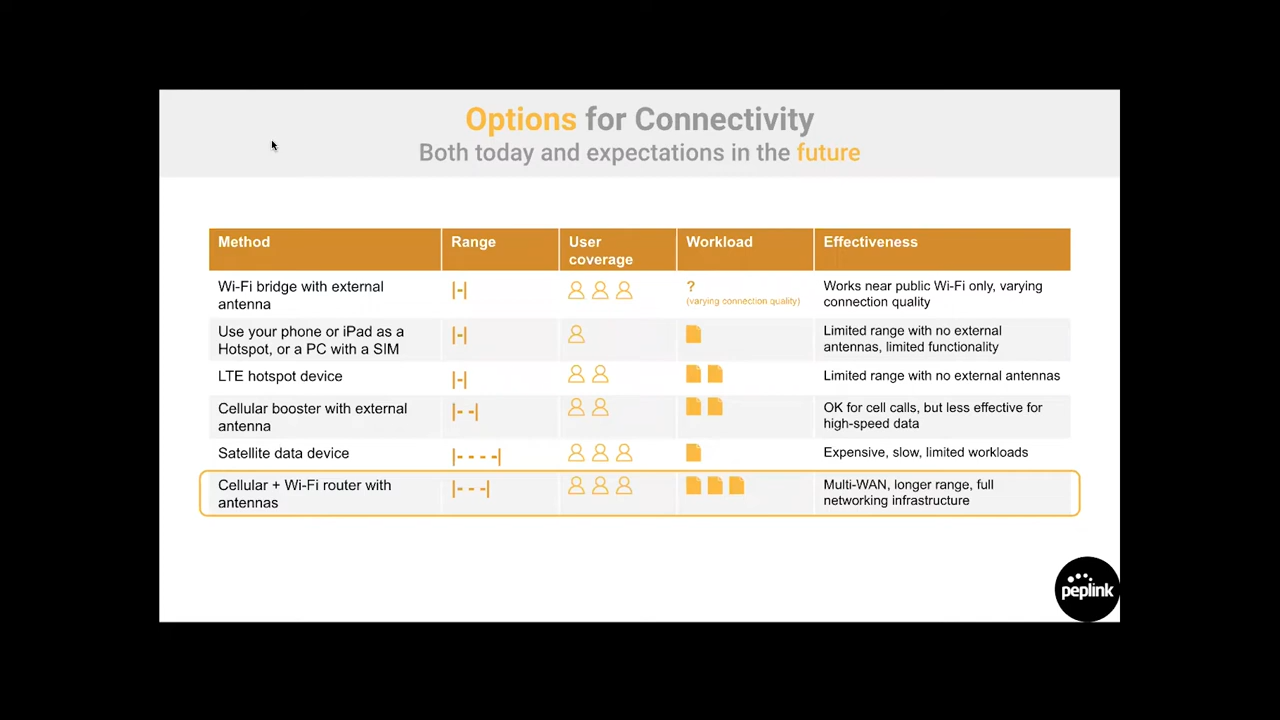 Options for Connectivity
Both today and expectations in the future
Method
Range
User
coverage
Workload
Effectiveness
Wi-Fi bridge with external
antenna
|-|
?
(varying connection quality)
Works near public Wi-Fi only, varying
connection quality
Use your phone or iPad as a
Hotspot, or a PC with a SIM
|-|
Limited range with no external
antennas, limited functionality
LTE hotspot device
|-|
Limited range with no external antennas
Cellular booster with external
antenna
|- -|
OK for cell calls, but less effective for
high-speed data
Satellite data device
|- - - -|
Expensive, slow, limited workloads
Cellular + Wi-Fi router with
antennas
|- - -|
Multi-WAN, longer range, full
networking infrastructure
peplink